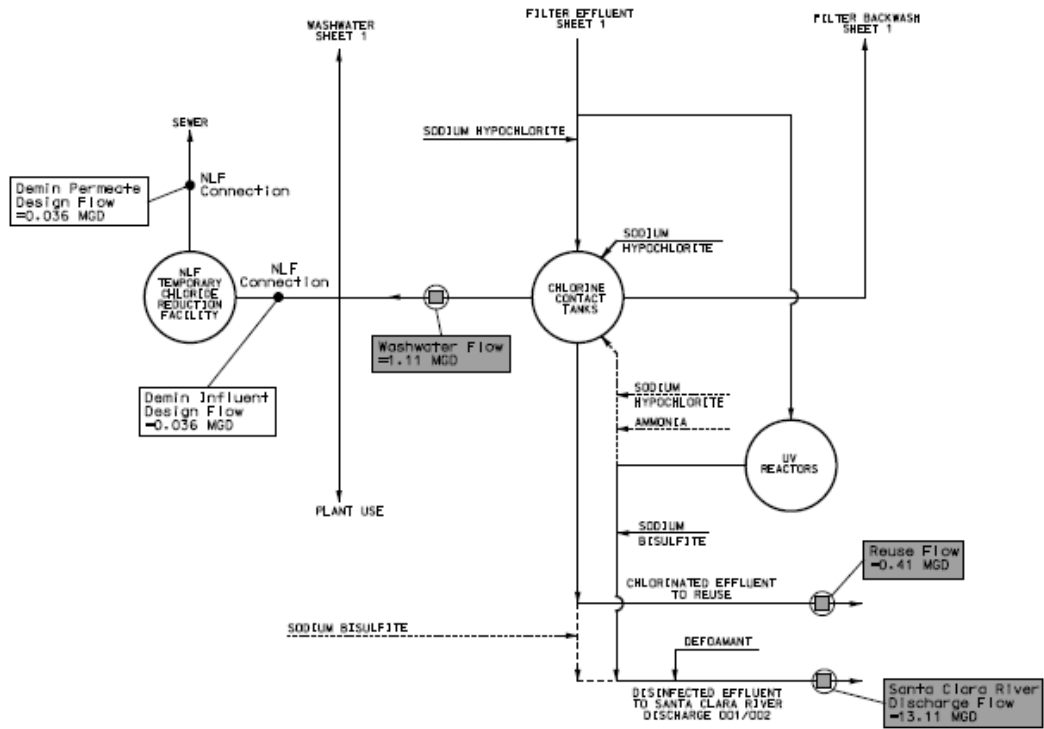 WASHWATER
SHEET 1
FILTER EFFLUENT
SHEET 1
FILTER BACKWASH
SHEET 1
SEWER
SODIUM HYPOCHLORITE
NLF
Connection
Demin Permeate
Design Flow
=0.036 MGD
SODIUM
HYPOCHLORITE
NLF
TEMPORARY
CHLORIDE
REDUCTION
FACILITY
NLF
Connection
CHLORINE
CONTACT
TANKS
Washwater Flow
=1.11 MGD
Demin Influent
Design Flow
=0.036 MGD
SODIUM
HYPOCHLORITE
AMMONIA
UV
REACTORS
PLANT USE
SODIUM
BISULFITE
Reuse Flow
=0.41 MGD
CHLORINATED EFFLUENT
TO REUSE
SODIUM BISULFITE
DEFOAMANT
DISINFECTED EFFLUENT
TO SANTA CLARA RIVER
DISCHARGE 001/002
Santa Clara River
Discharge Flow
=13.11 MGD